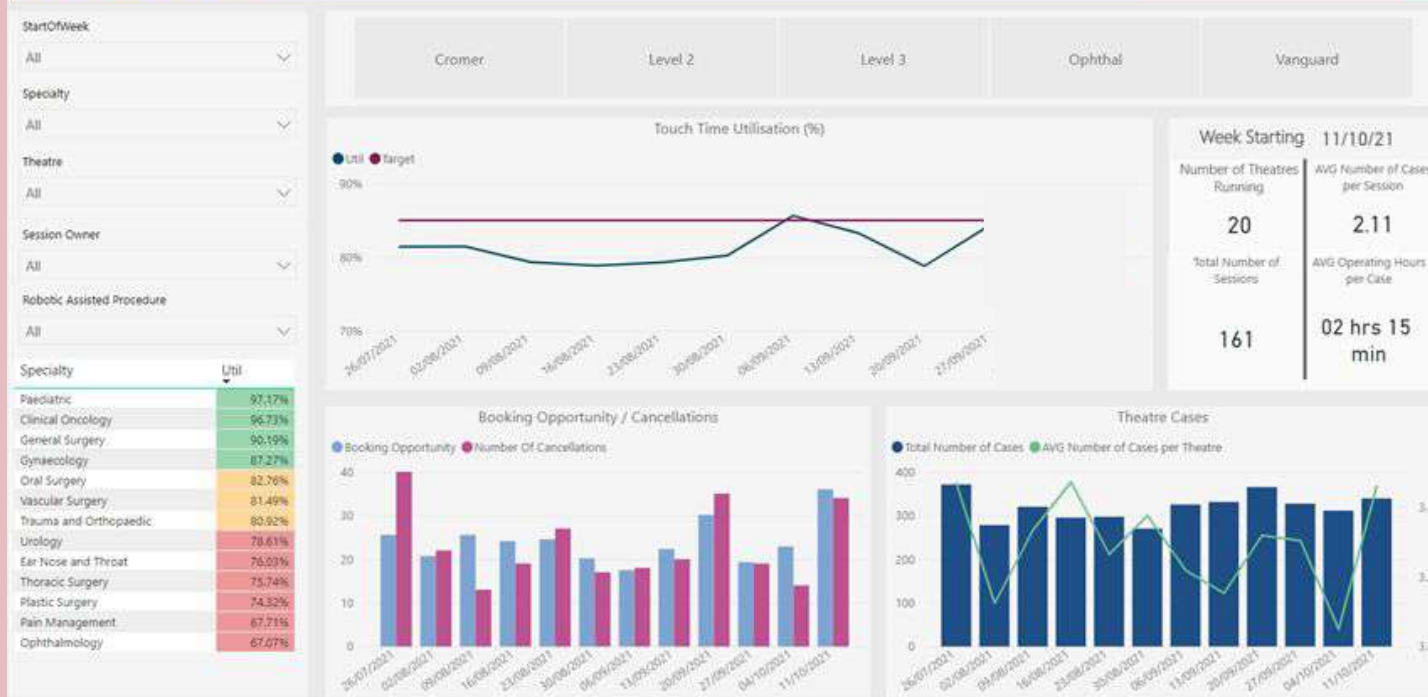 StartOfWeek
All
Specialty
All
Theatre
All
Session Owner
All
Robotic Assisted Procedure
All
Specialty Util
Paediatric 97.17%
Clinical Oncology 96.73%
General Surgery 90.19%
Gynaecology 87.27%
Oral Surgery 82.76%
Vascular Surgery 81.49%
Trauma and Orthopaedic 80.92%
Urology 78.61%
Ear Nose and Throat 76.03%
Thoracic Surgery 75.74%
Plastic Surgery 74.32%
Pain Management 67.71%
Ophthalmology 67.07%
Cromer Level 2 Level 3 Ophthal Vanguard
Touch Time Utilisation (%)
Util Target
90%
80%
70%
26/07/2021 02/08/2021 09/08/2021 16/08/2021 23/08/2021 30/08/2021 06/09/2021 13/09/2021 20/09/2021 27/09/2021
Week Starting 11/10/21
Number of Theatres Running
20
AVG Number of Cases per Session
2.11
Total Number of Sessions
161
AVG Operating Hours per Case
02 hrs 15 min
Booking Opportunity / Cancellations
Booking Opportunity Number Of Cancellations
40
30
20
10
0
26/07/2021 02/08/2021 09/08/2021 16/08/2021 23/08/2021 30/08/2021 06/09/2021 13/09/2021 20/09/2021 27/09/2021 04/10/2021 11/10/2021
Theatre Cases
Total Number of Cases AVG Number of Cases per Theatre
400
300
200
100
0
26/07/2021 02/08/2021 09/08/2021 16/08/2021 23/08/2021 30/08/2021 06/09/2021 13/09/2021 20/09/2021 27/09/2021 04/10/2021 11/10/2021